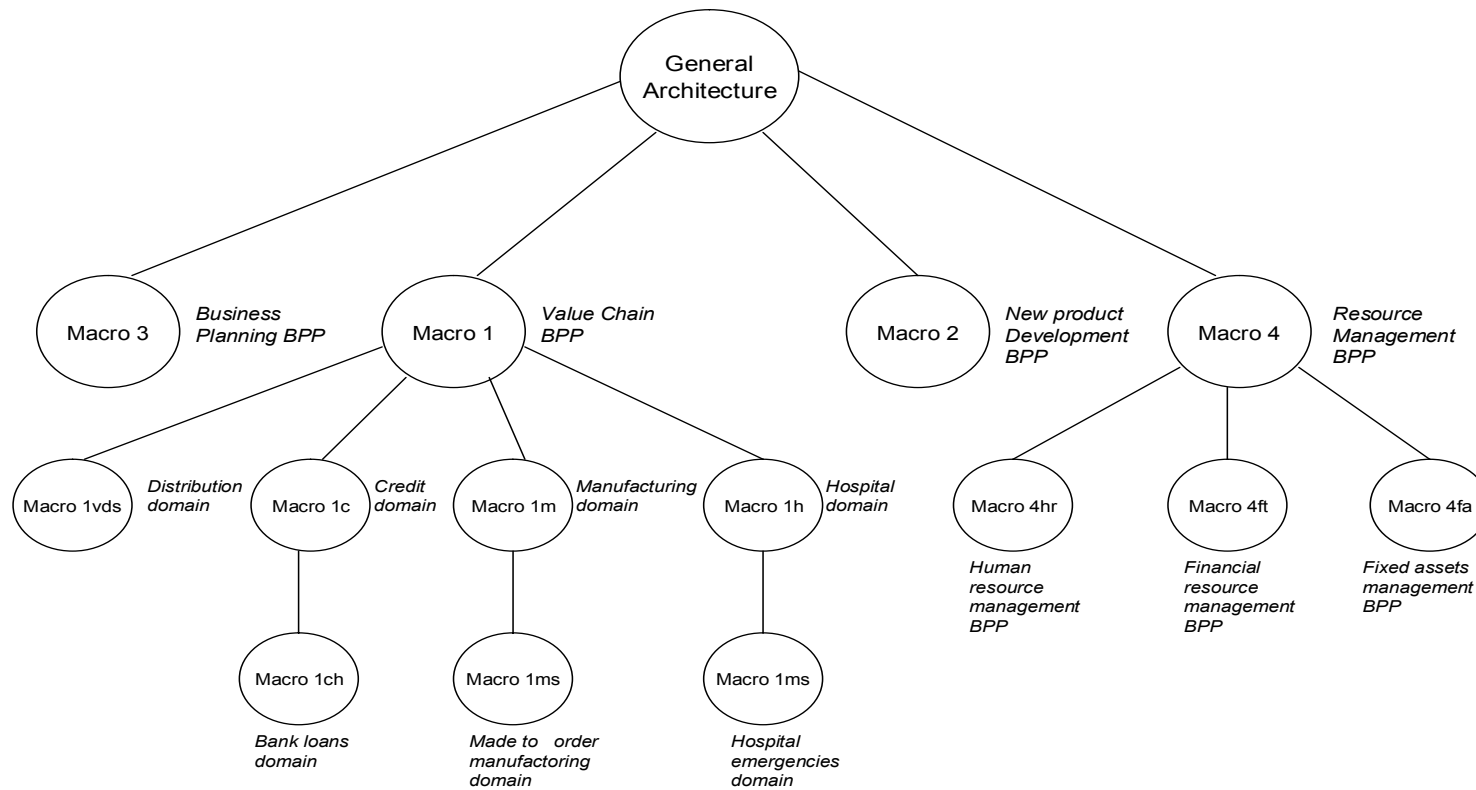 General
Architecture
Macro 3
Business
Planning BPP
Macro 1
Value Chain
BPP
Macro 2
New product
Development
BPP
Macro 4
Resource
Management
BPP
Macro 1vds
Distribution
domain
Macro 1c
Credit
domain
Macro 1m
Manufacturing
domain
Macro 1h
Hospital
domain
Macro 4hr
Human
resource
management
BPP
Macro 4ft
Financial
resource
management
BPP
Macro 4fa
Fixed assets
management
BPP
Macro 1ch
Bank loans
domain
Macro 1ms
Made to order
manufactoring
domain
Macro 1ms
Hospital
emergencies
domain